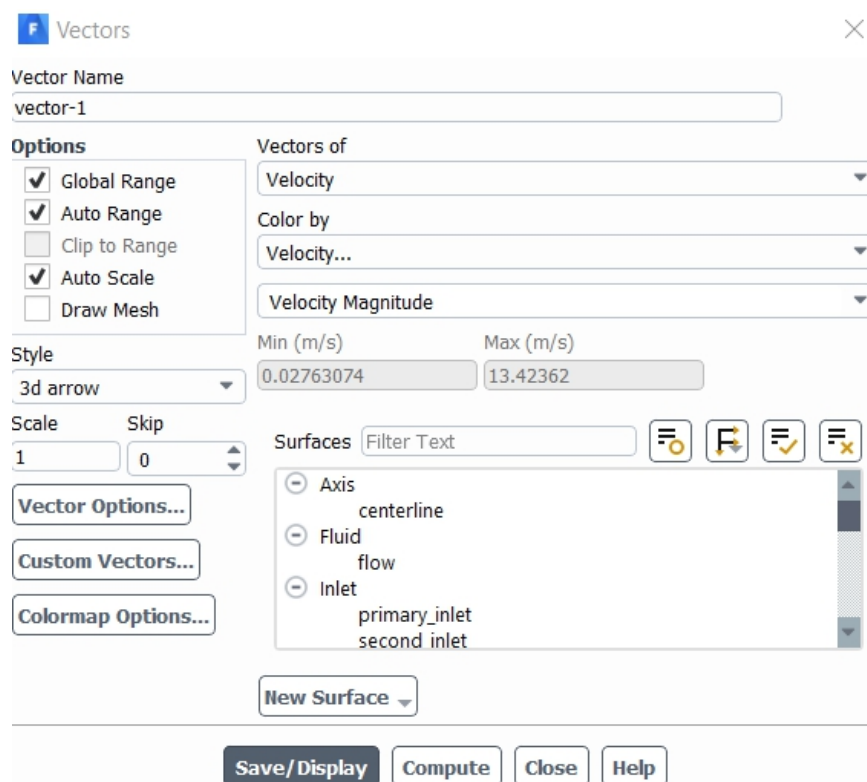 F Vectors
Vector Name
vector-1
Options
Global Range
Auto Range
Clip to Range
Auto Scale
Draw Mesh
Style
3d arrow
Scale Skip
1 0
Vector Options...
Custom Vectors...
Colormap Options...
Vectors of
Velocity
Color by
Velocity...
Velocity Magnitude
Min (m/s) Max (m/s)
0.02763074 13.42362
Surfaces Filter Text
Axis
centerline
Fluid
flow
Inlet
primary_inlet
second_inlet
New Surface
Save/Display Compute Close Help